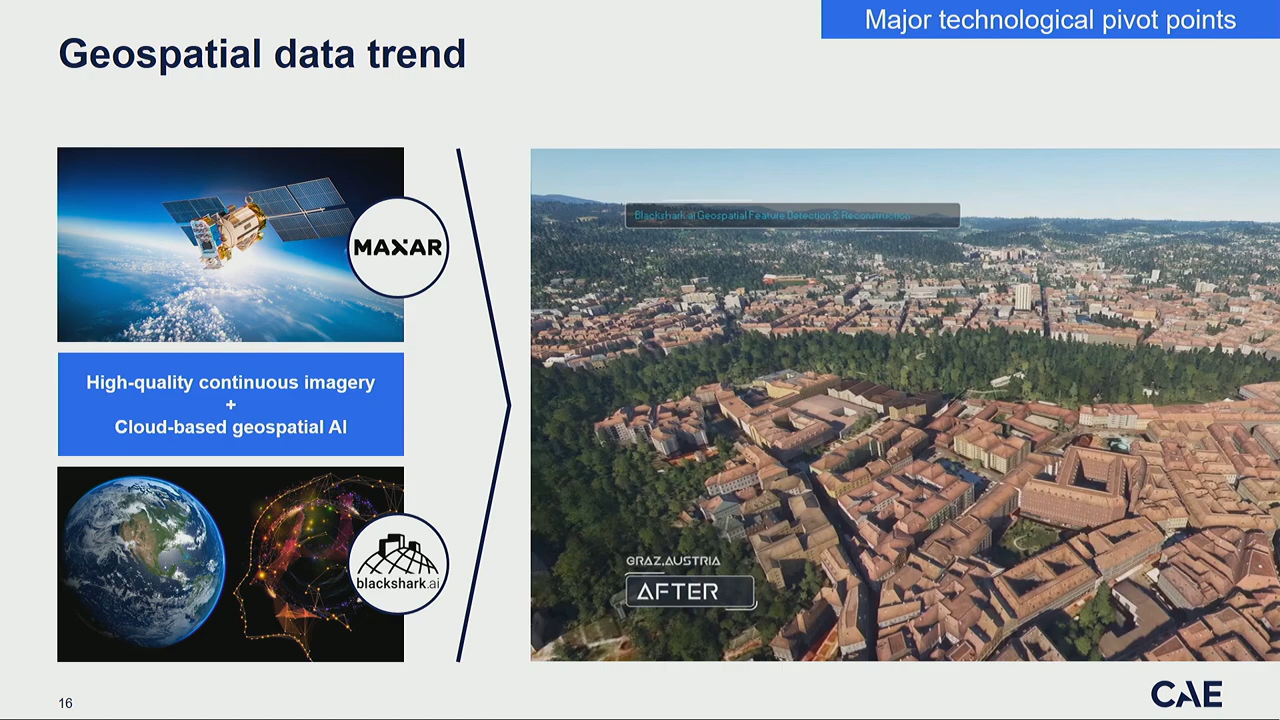 Major technological pivot points
Geospatial data trend
MAXAR
High-quality continuous imagery
+
Cloud-based geospatial AI
blackshark.ai
Blackshark.ai Geospatial Feature Detection & Reconstruction
GRAZ,AUSTRIA
AFTER
16
CAE